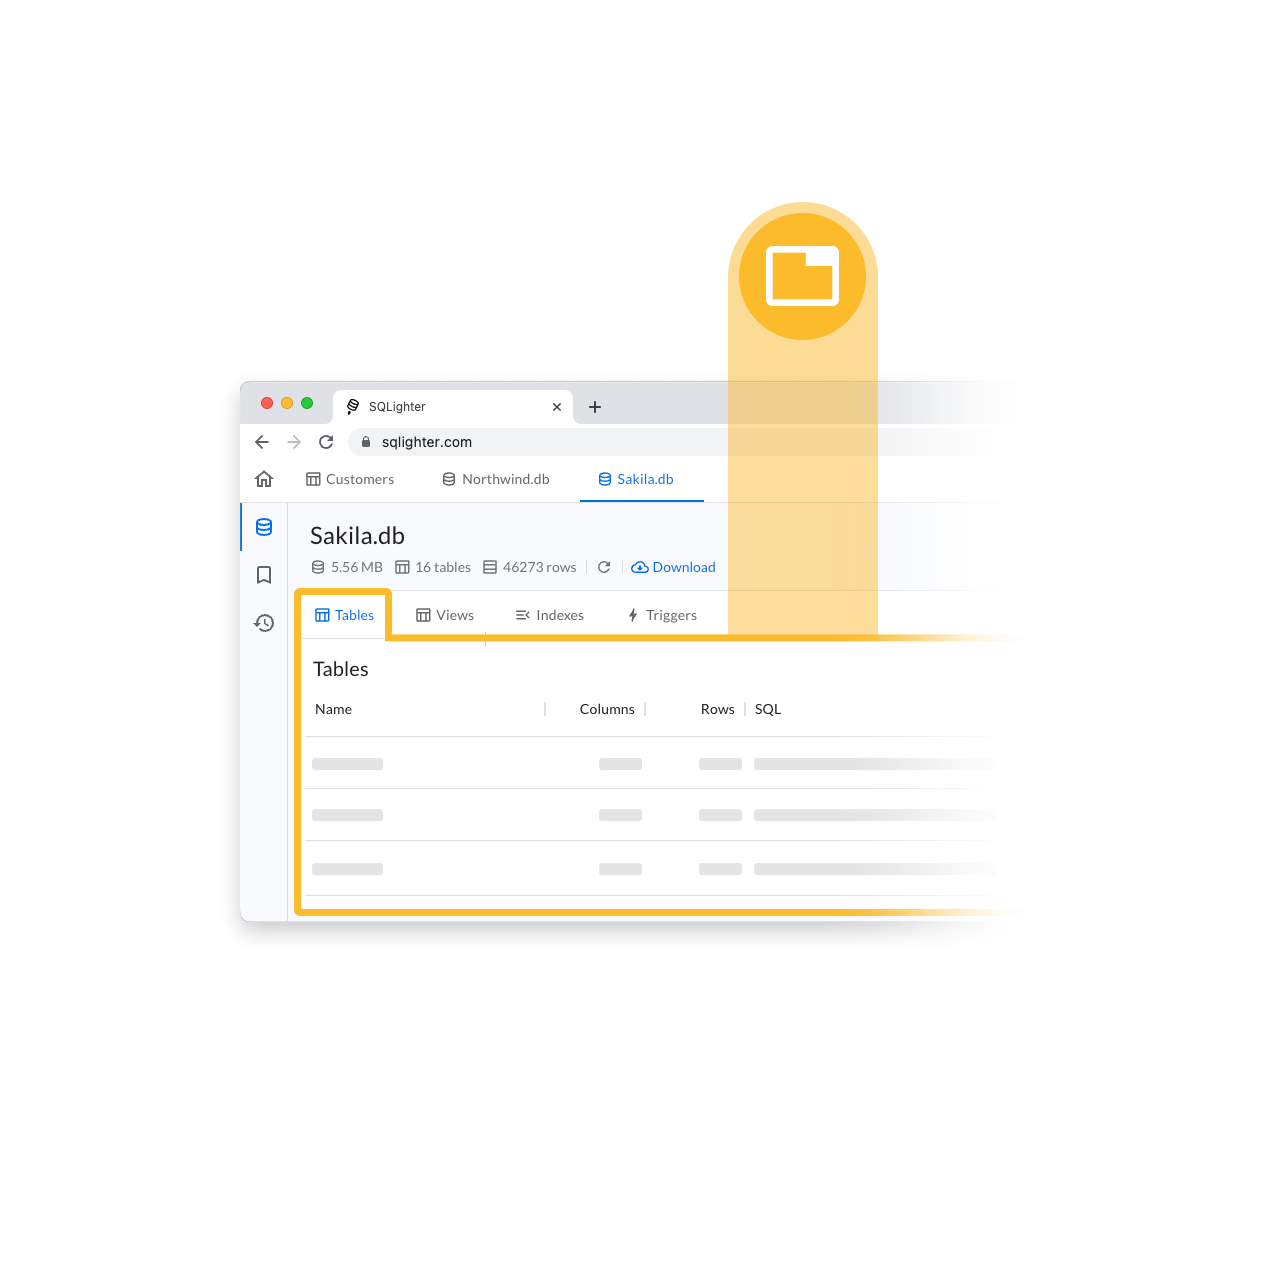 SQLighter
sqlighter.com
Customers Northwind.db Sakila.db
Sakila.db
5.56 MB 16 tables 46273 rows Download
Tables Views Indexes Triggers
Tables
Name Columns Rows SQL